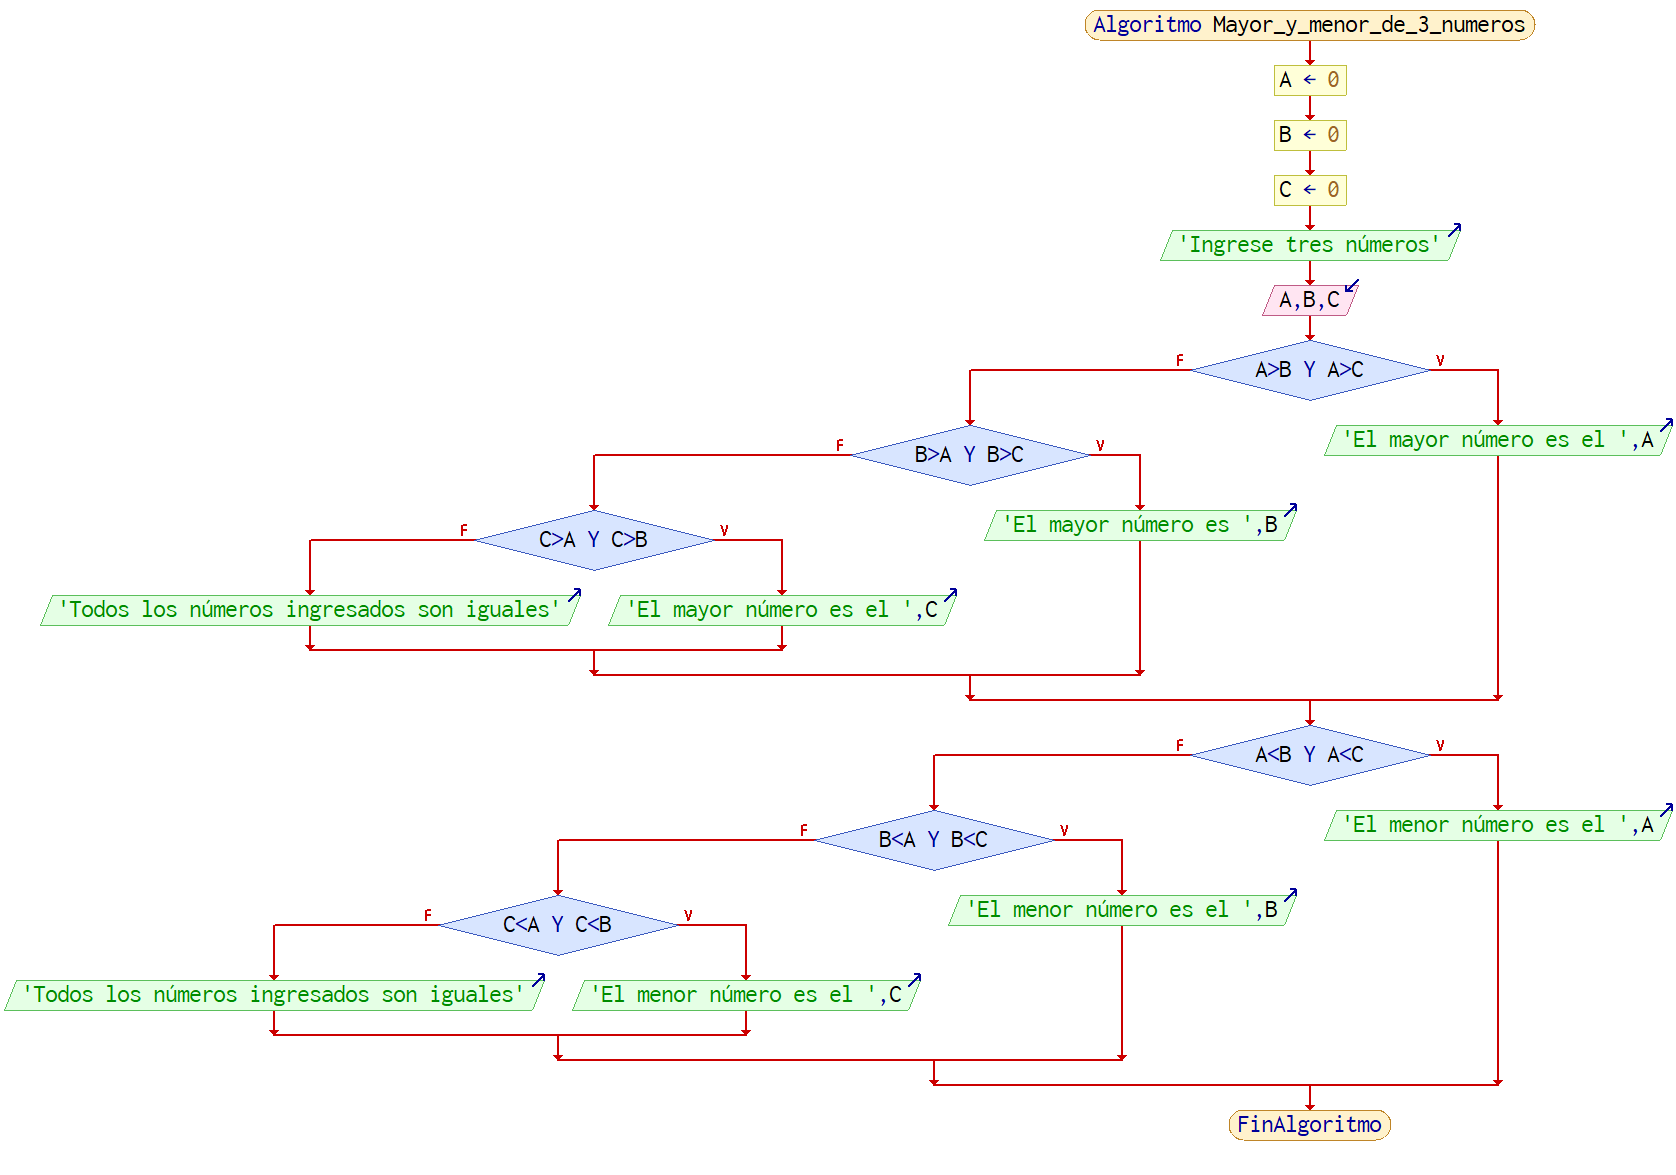 Algoritmo Mayor_y_menor_de_3_numeros
A ← 0
B ← 0
C ← 0
'Ingrese tres números'
A,B,C
A>B Y A>C
F
V
'El mayor número es el ',A
B>A Y B>C
F
V
'El mayor número es ',B
C>A Y C>B
F
V
'Todos los números ingresados son iguales'
'El mayor número es el ',C
A<B Y A<C
F
V
'El menor número es el ',A
B<A Y B<C
F
V
'El menor número es el ',B
C<A Y C<B
F
V
'Todos los números ingresados son iguales'
'El menor número es el ',C
FinAlgoritmo